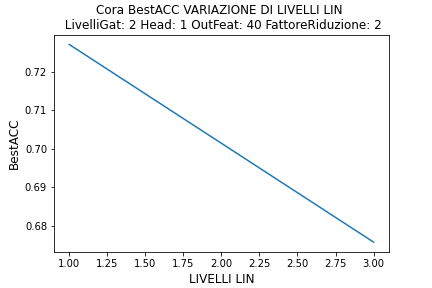 Cora BestACC VARIAZIONE DI LIVELLI LIN
LivelliGat: 2 Head: 1 OutFeat: 40 FattoreRiduzione: 2
BestACC
0.72
0.71
0.70
0.69
0.68
1.00 1.25 1.50 1.75 2.00 2.25 2.50 2.75 3.00
LIVELLI LIN